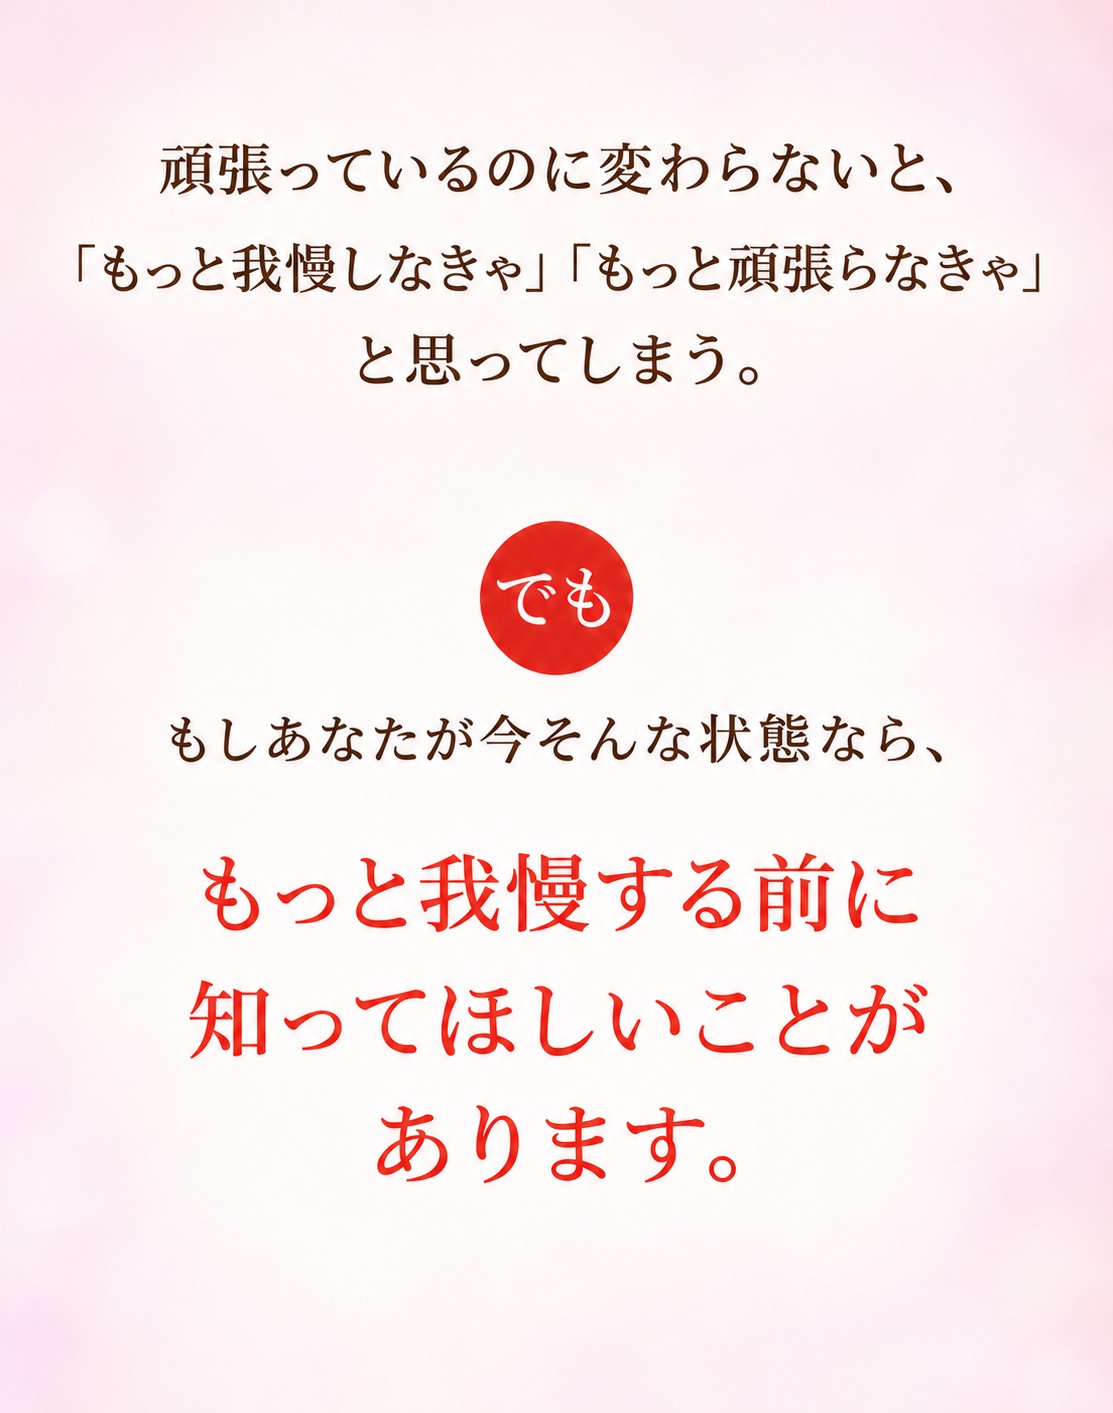 頑張っているのに変わらないと、
「もっと我慢しなきゃ」「もっと頑張らなきゃ」
と思ってしまう。
でも
もしあなたが今そんな状態なら、
もっと我慢する前に
知ってほしいことが
あります。